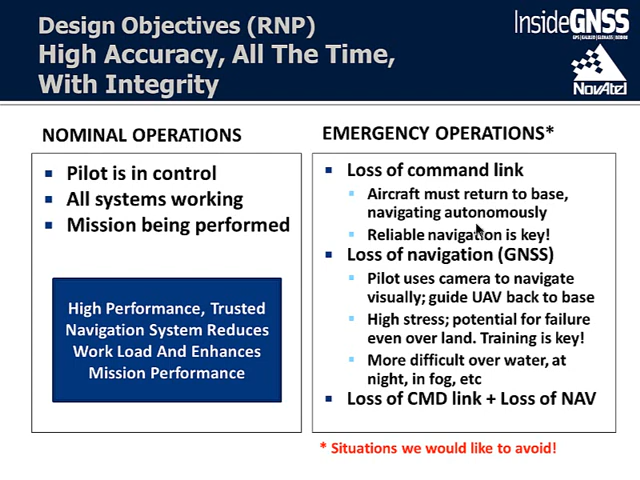 Design Objectives (RNP)
High Accuracy, All The Time,
With Integrity
InsideGNSS
GPS | GALILEO | GLONASS | BEIDOU
NovAtel
NOMINAL OPERATIONS
Pilot is in control
All systems working
Mission being performed
High Performance, Trusted
Navigation System Reduces
Work Load And Enhances
Mission Performance
EMERGENCY OPERATIONS*
Loss of command link
Aircraft must return to base,
navigating autonomously
Reliable navigation is key!
Loss of navigation (GNSS)
Pilot uses camera to navigate
visually; guide UAV back to base
High stress; potential for failure
even over land. Training is key!
More difficult over water, at
night, in fog, etc
Loss of CMD link + Loss of NAV
* Situations we would like to avoid!